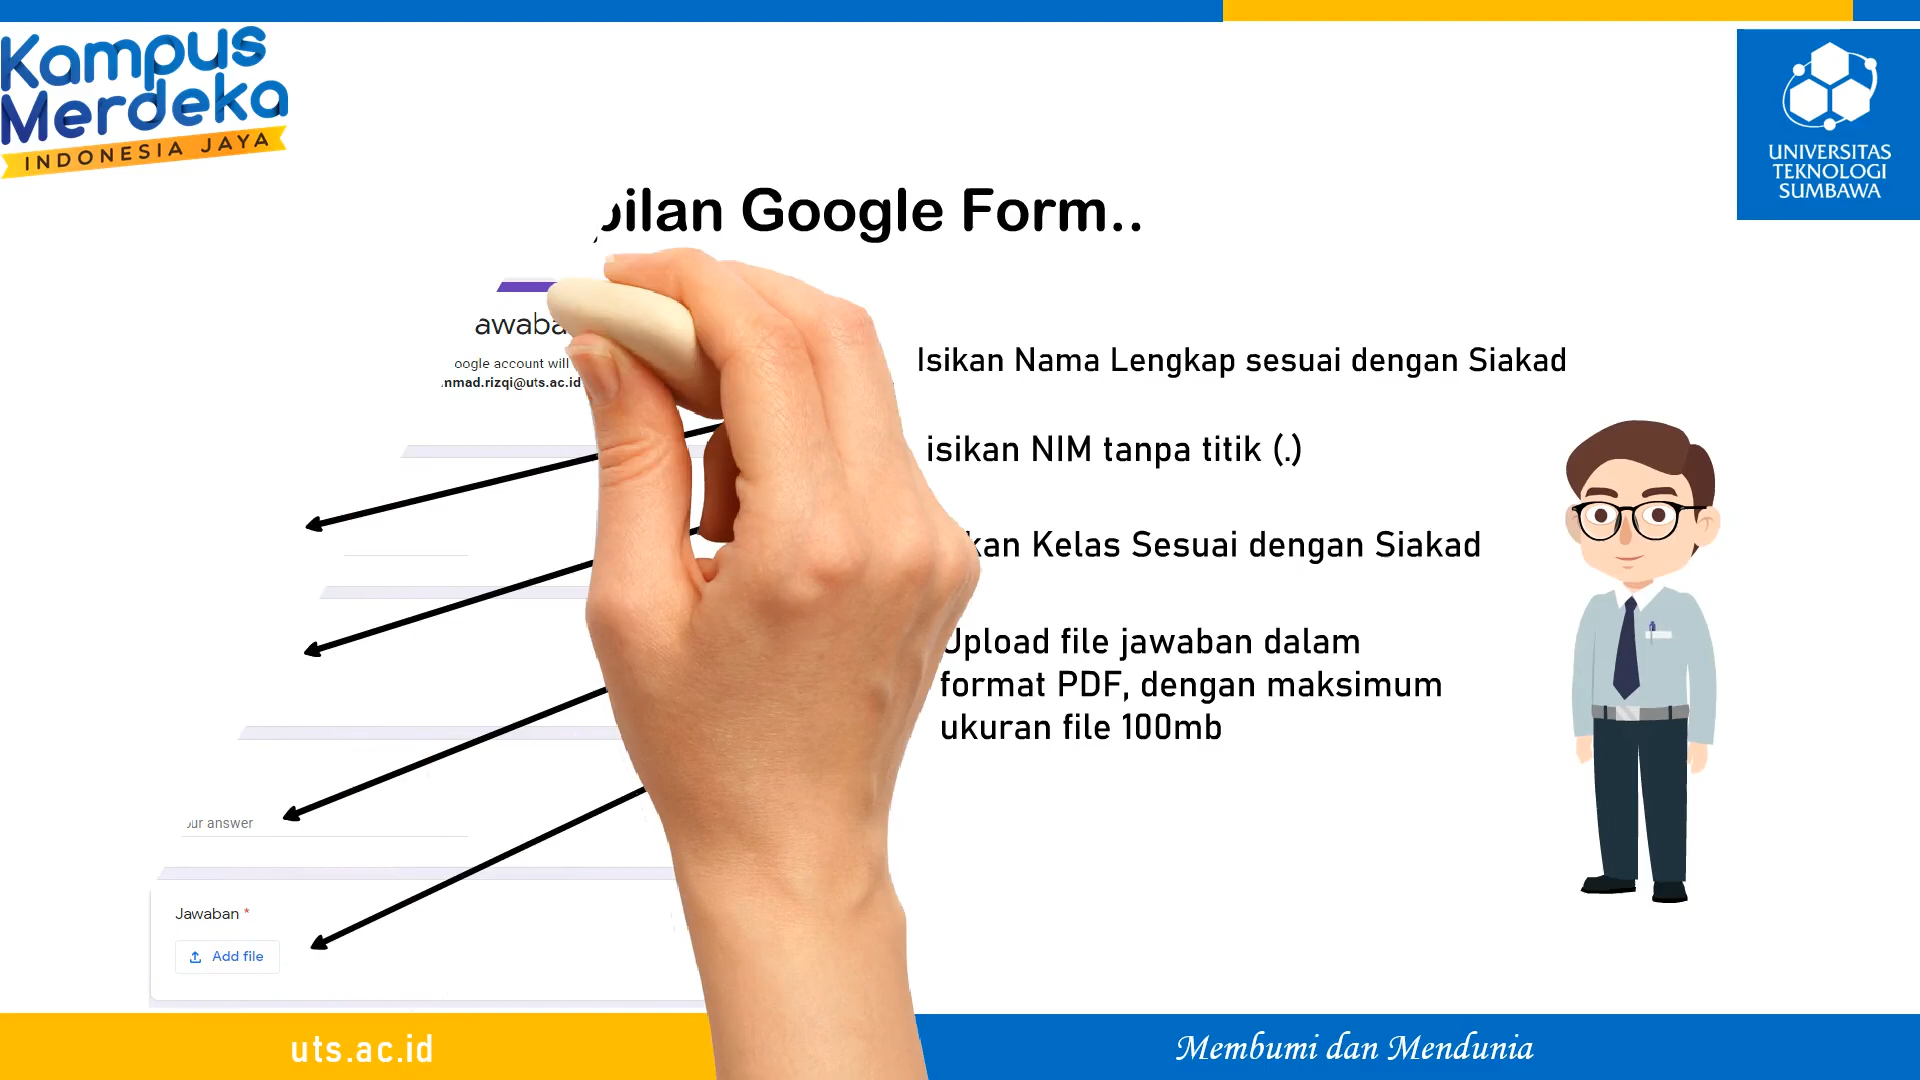 Kampus
Merdeka
INDONESIA JAYA
UNIVERSITAS
TEKNOLOGI
SUMBAWA
pilan Google Form..
awaba
oogle account will
nmad.rizqi@uts.ac.id
Isikan Nama Lengkap sesuai dengan Siakad
isikan NIM tanpa titik (.)
kan Kelas Sesuai dengan Siakad
Upload file jawaban dalam
format PDF, dengan maksimum
ukuran file 100mb
ur answer
Jawaban *
Add file
uts.ac.id
Membumi dan Mendunia